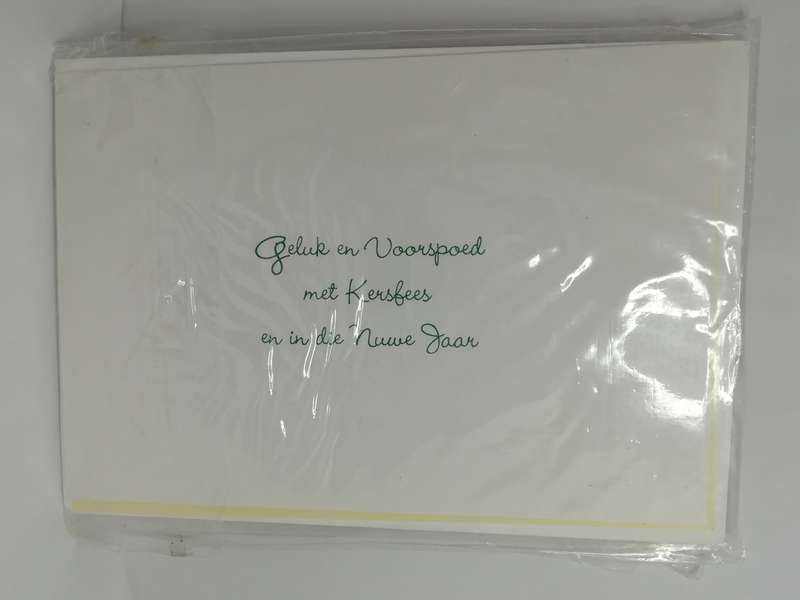 Geluk en Voorspoed
met Kersfees
en in die Nuwe Jaar